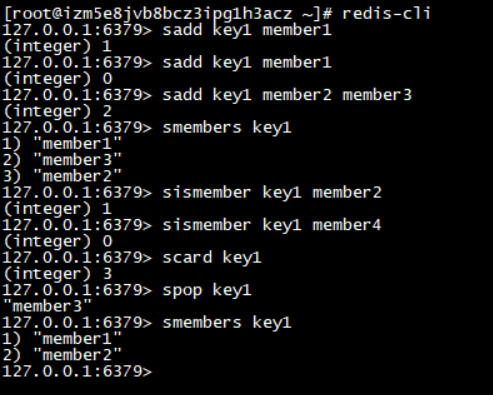 [root@izm5e8jvb8bcz3ipg1h3acz ~]# redis-cli
127.0.0.1:6379> sadd key1 member1
(integer) 1
127.0.0.1:6379> sadd key1 member1
(integer) 0
127.0.0.1:6379> sadd key1 member2 member3
(integer) 2
127.0.0.1:6379> smembers key1
1) "member1"
2) "member3"
3) "member2"
127.0.0.1:6379> sismember key1 member2
(integer) 1
127.0.0.1:6379> sismember key1 member4
(integer) 0
127.0.0.1:6379> scard key1
(integer) 3
127.0.0.1:6379> spop key1
"member3"
127.0.0.1:6379> smembers key1
1) "member1"
2) "member2"
127.0.0.1:6379>